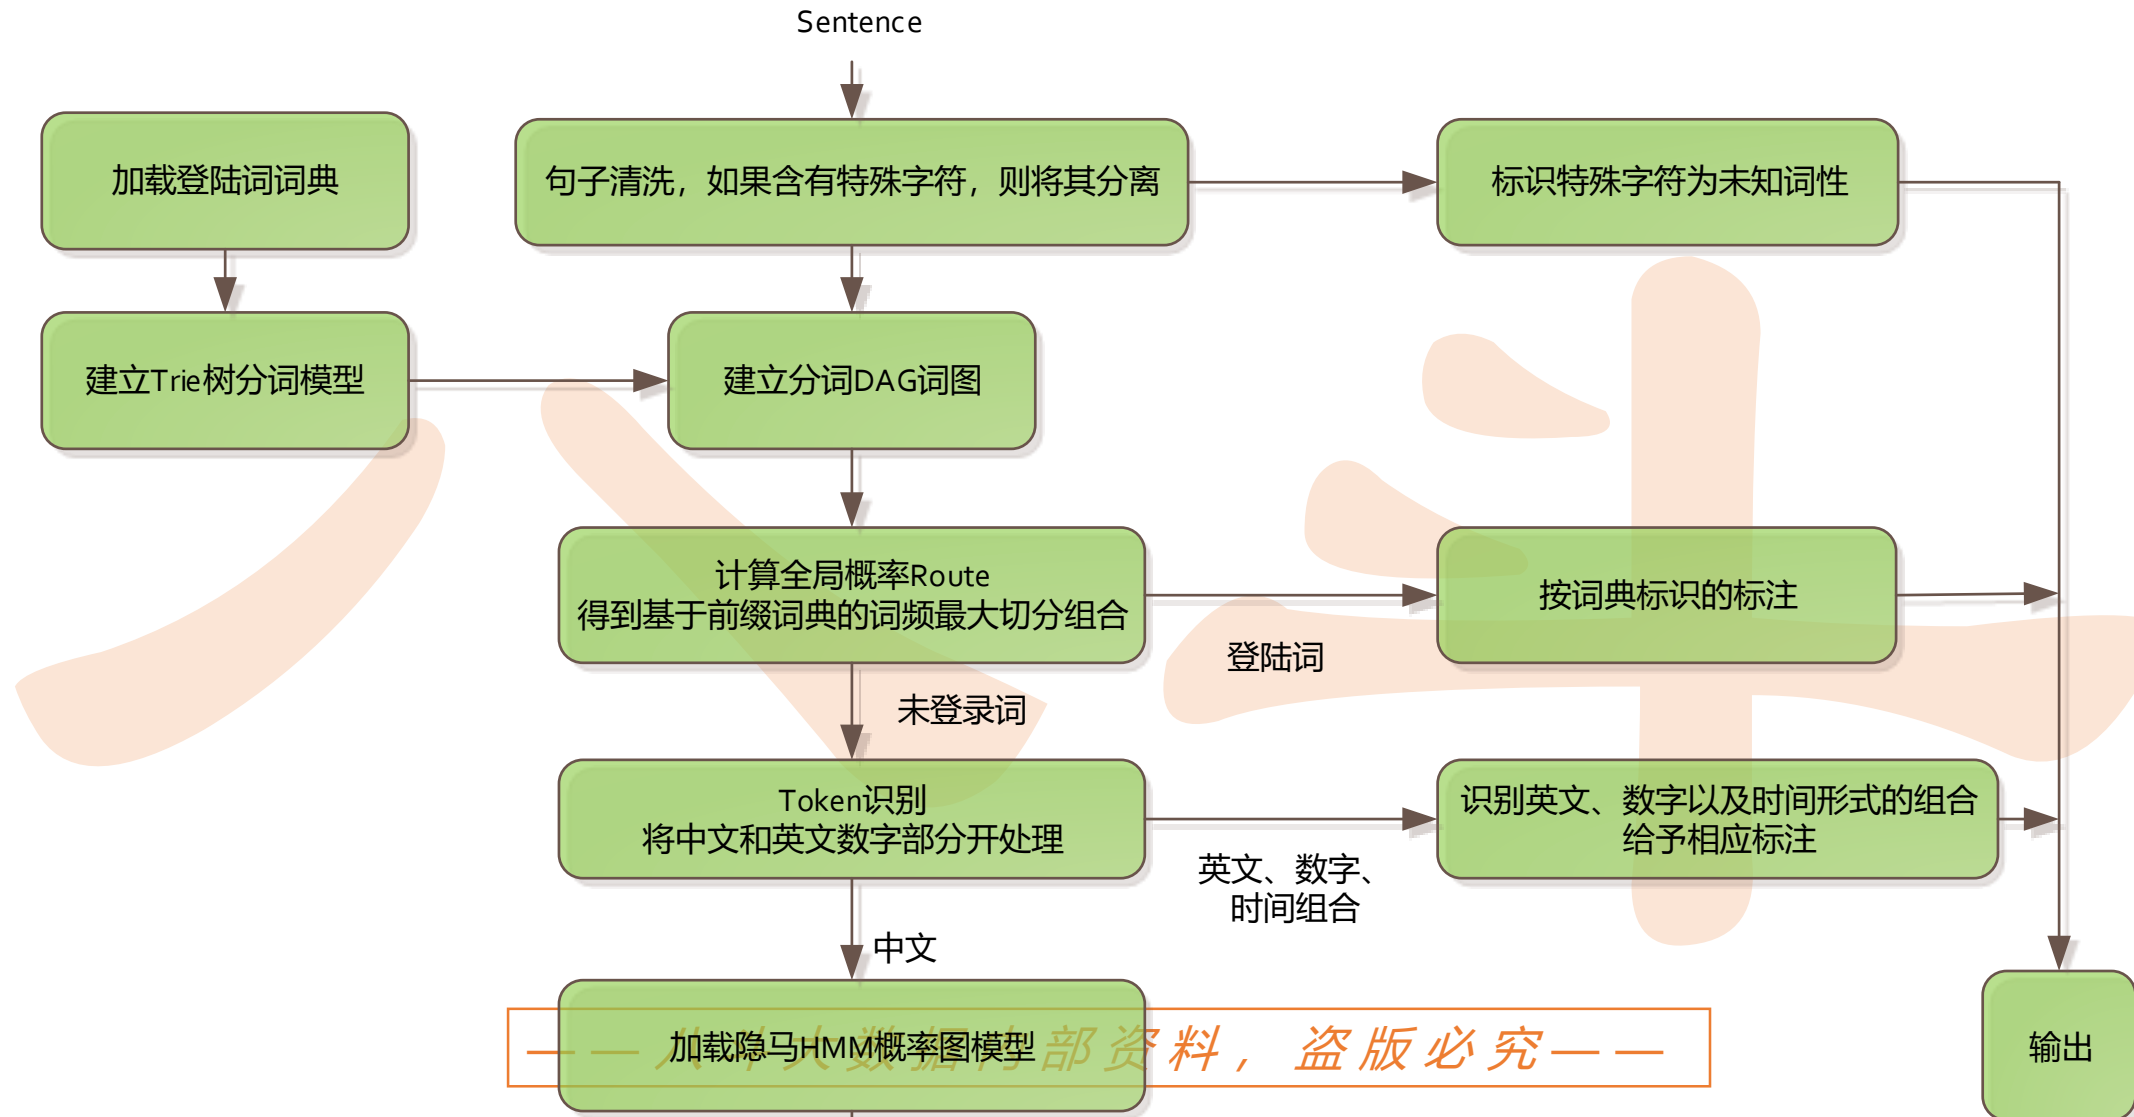 Sentence
加载登陆词词典
句子清洗，如果含有特殊字符，则将其分离
标识特殊字符为未知词性
建立Trie树分词模型
建立分词DAG词图
计算全局概率Route
得到基于前缀词典的词频最大切分组合
按词典标识的标注
登陆词
未登录词
Token识别
将中文和英文数字部分开处理
识别英文、数字以及时间形式的组合
给予相应标注
英文、数字、
时间组合
中文
加载隐马HMM概率图模型
——八斗大数据内部资料，盗版必究——
输出